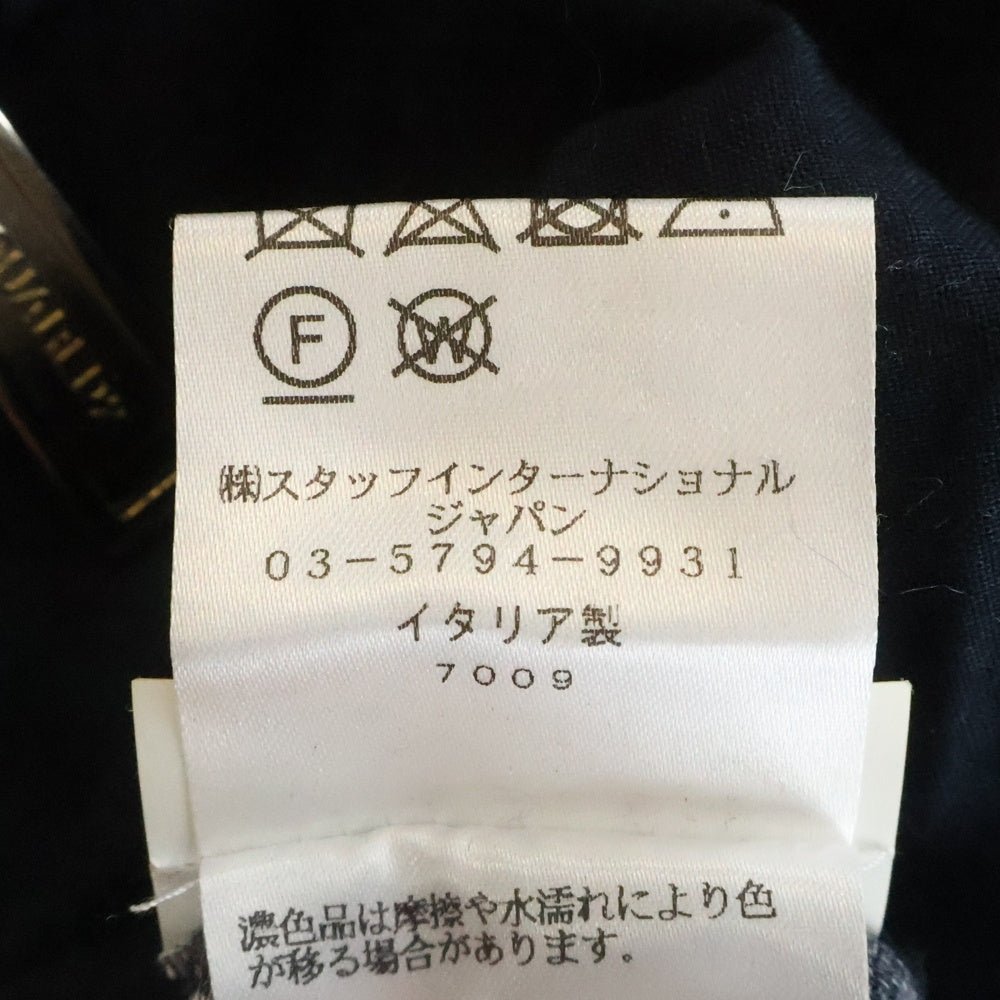 F W
㈱スタッフインターナショナル
ジャパン
03-5794-9931
イタリア製
7009
濃色品は摩擦や水濡れにより色
が移る場合があります。